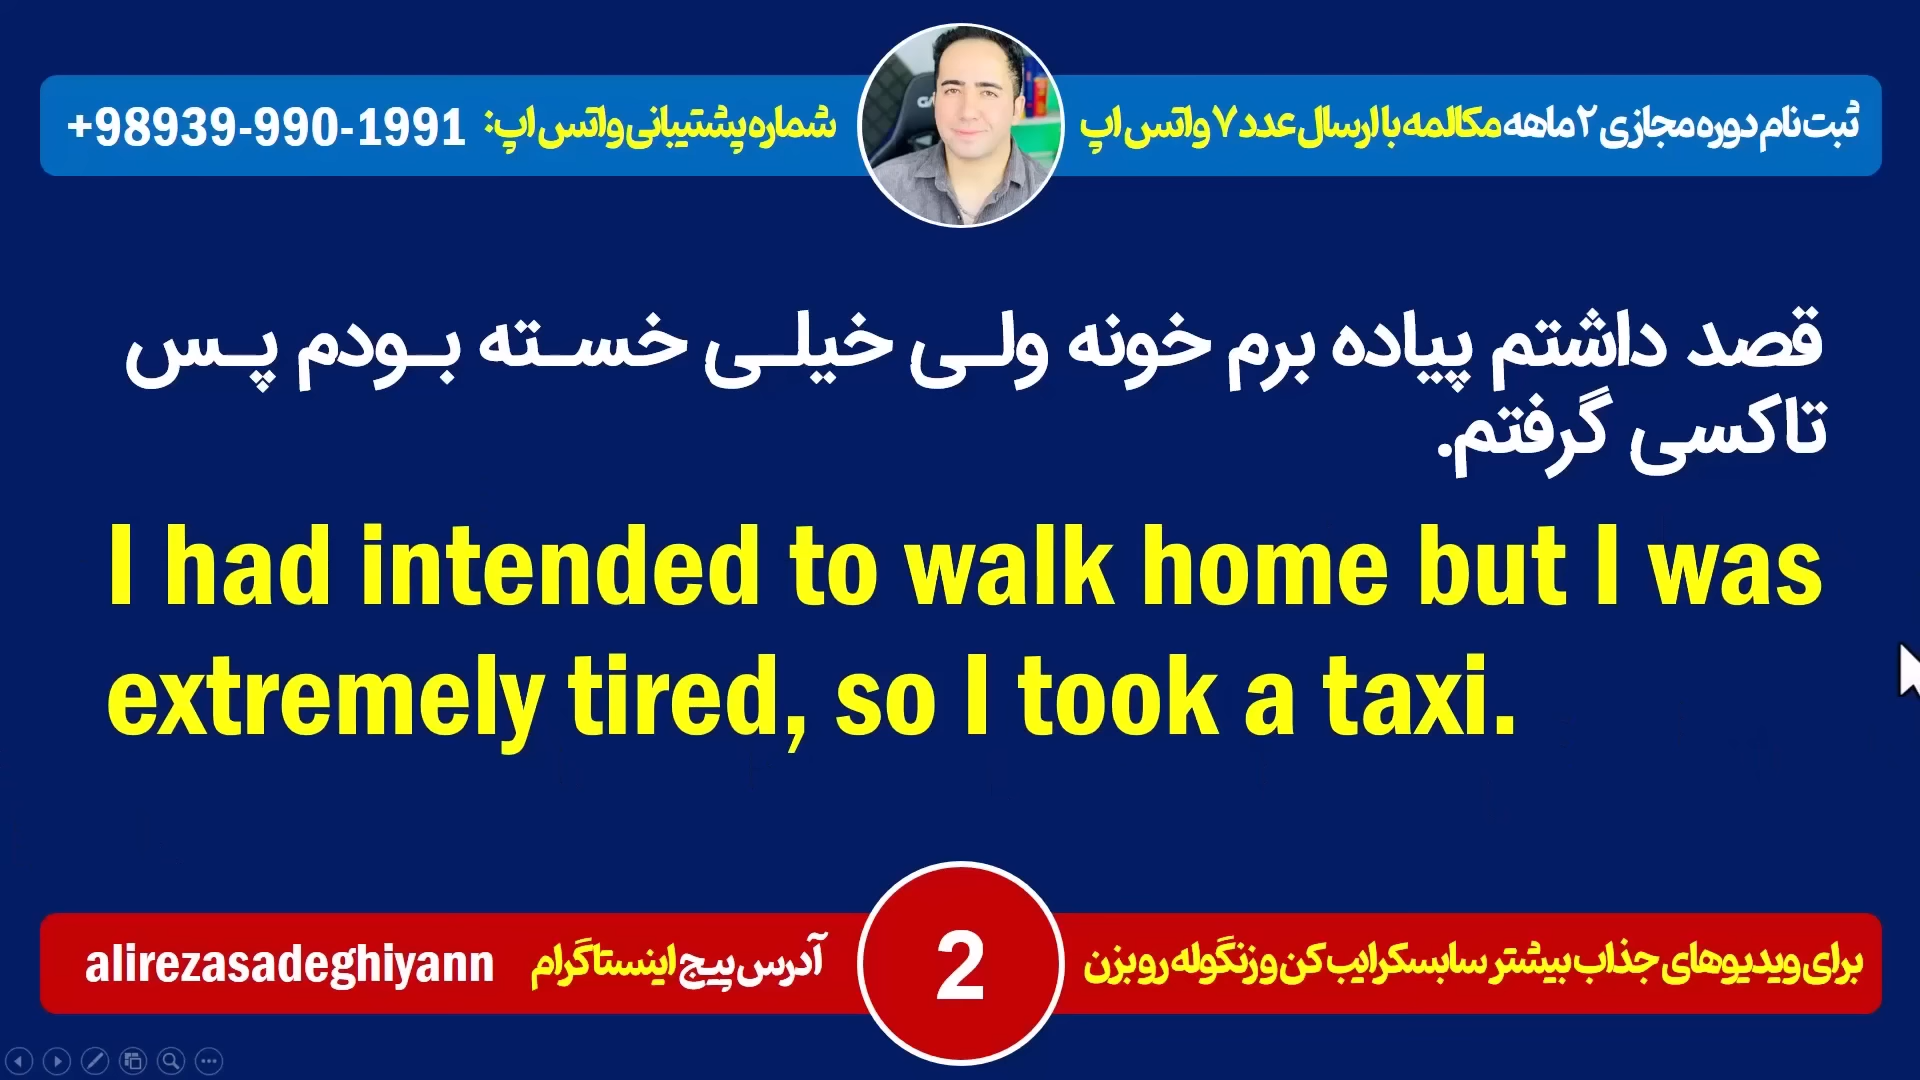 ثبت نام دوره مجازی ۲ ماهه مکالمه با ارسال عدد ۷ واتس اپ
شماره پشتیبانی واتس اپ: +98939-990-1991
قصد داشتم پیاده برم خونه ولی خیلی خسته بودم پس
تاکسی گرفتم.
I had intended to walk home but I was
extremely tired, so I took a taxi.
برای ویدیوهای جذاب بیشتر سابسکرایب کن و زنگوله رو بزن
2
آدرس پیج اینستاگرام alirezasadeghiyann